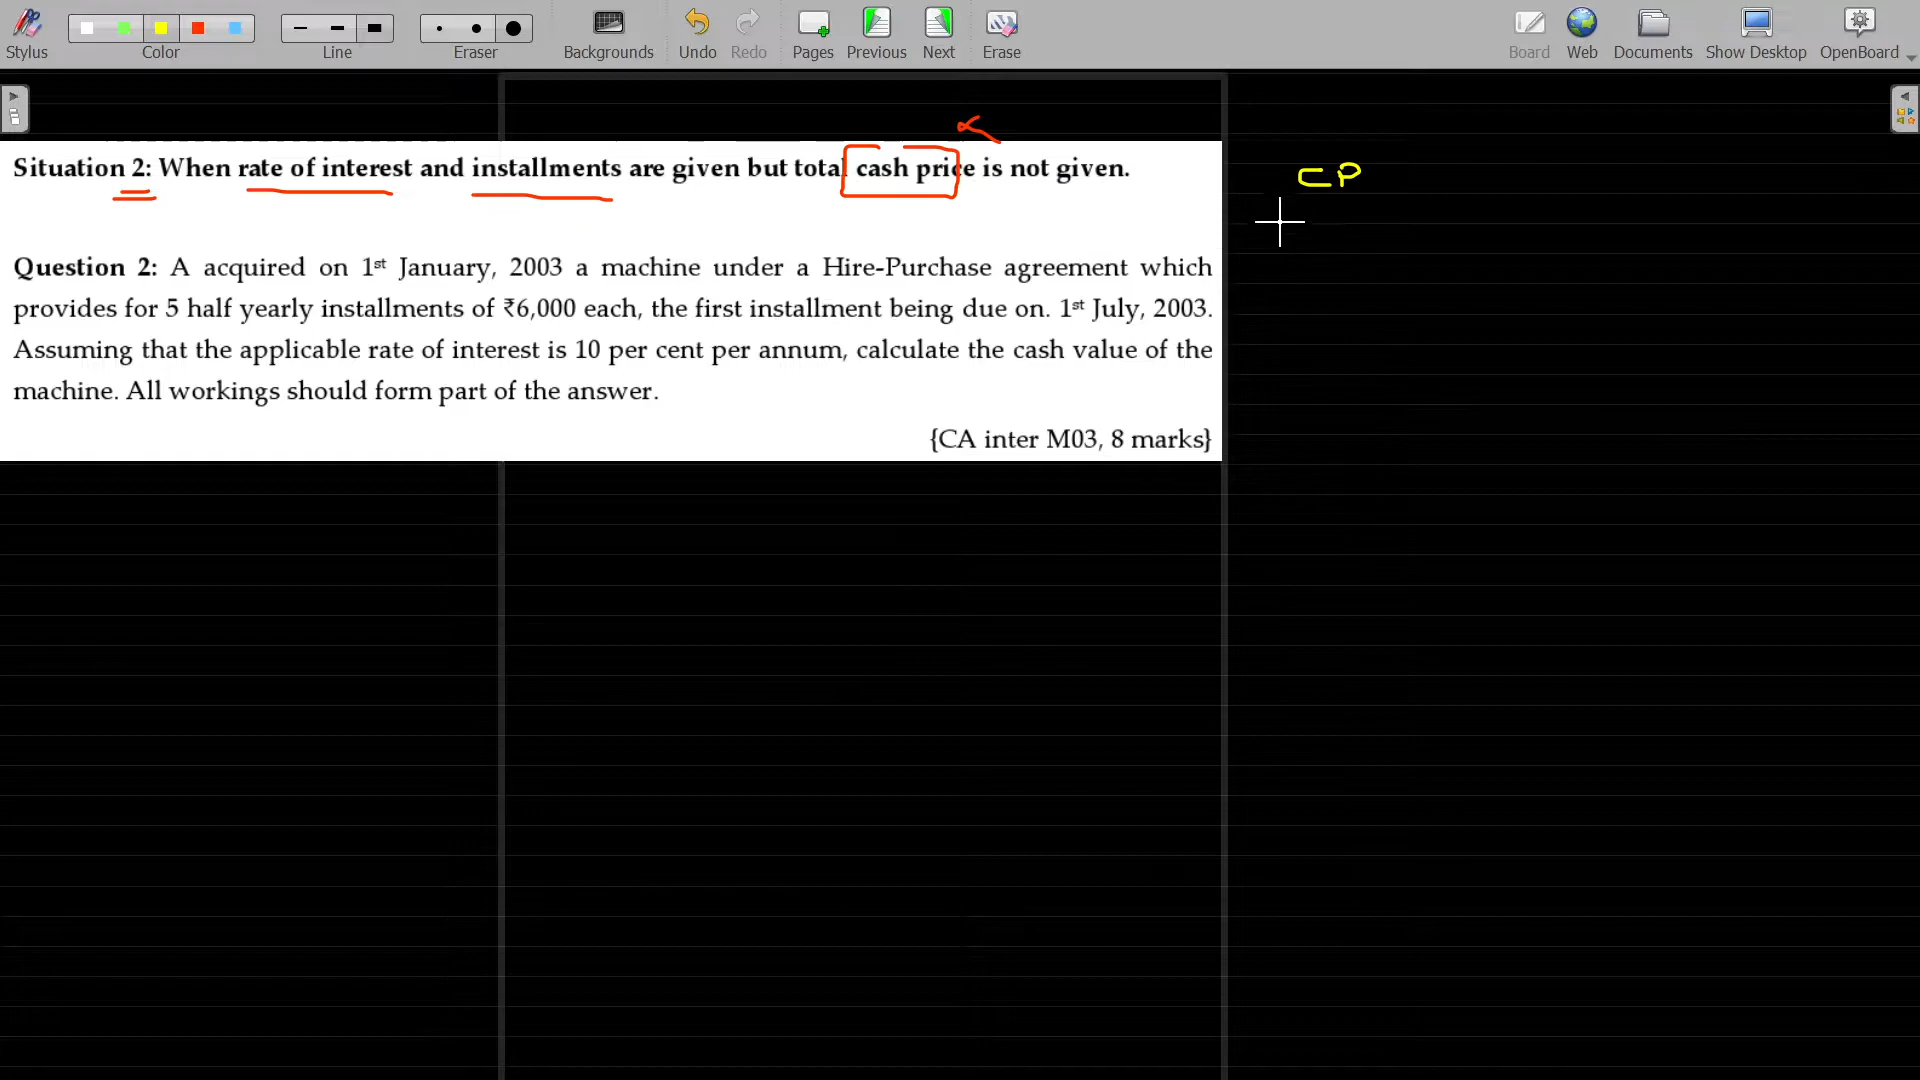 Stylus Color Line Eraser Backgrounds Undo Redo Pages Previous Next Erase Board Web Documents Show Desktop OpenBoard
Situation 2: When rate of interest and installments are given but total cash price is not given.
CP
Question 2: A acquired on 1st January, 2003 a machine under a Hire-Purchase agreement which
provides for 5 half yearly installments of ₹6,000 each, the first installment being due on. 1st July, 2003.
Assuming that the applicable rate of interest is 10 per cent per annum, calculate the cash value of the
machine. All workings should form part of the answer.
{CA inter M03, 8 marks}